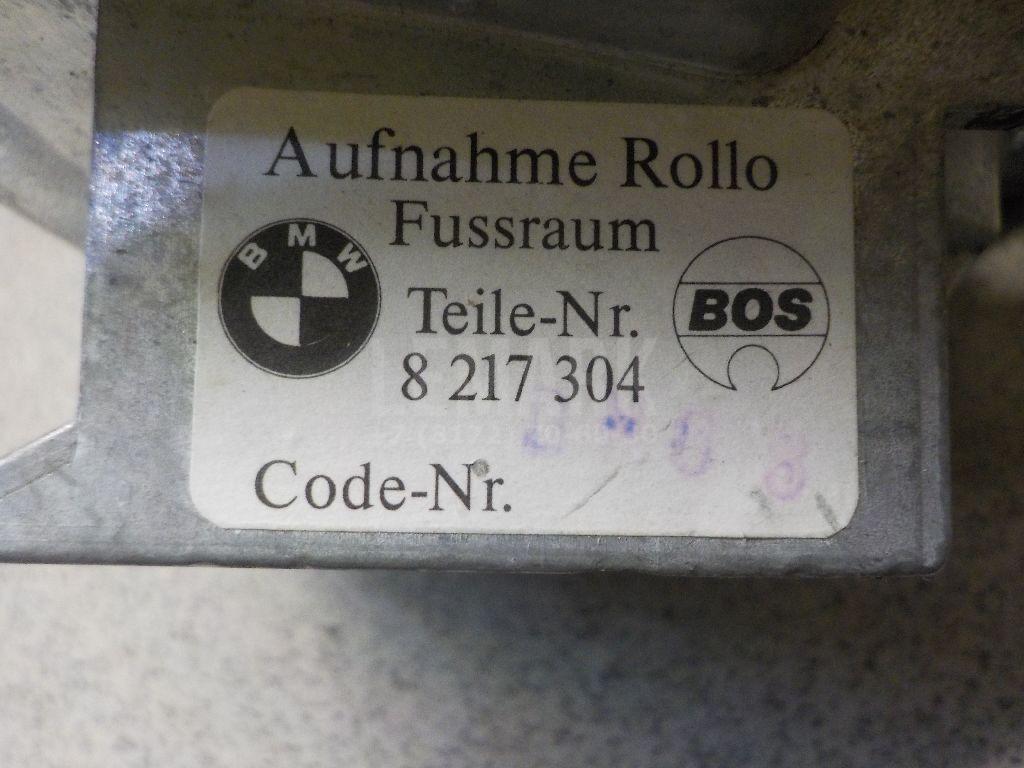 Aufnahme Rollo
Fussraum
BMW
Teile-Nr.
BOS
8 217 304
Code-Nr.